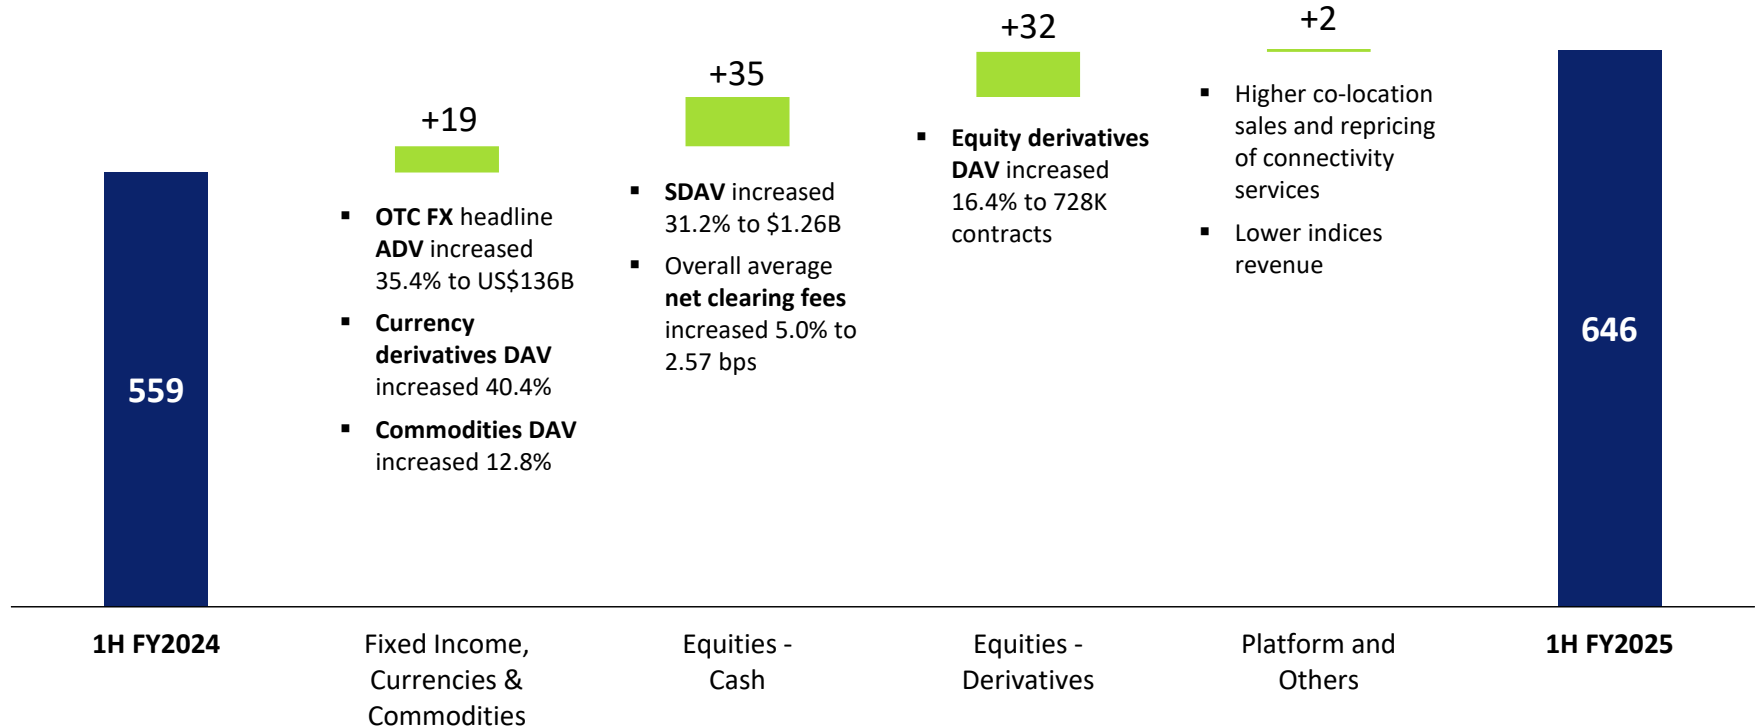 559
1H FY2024
+19
▪ OTC FX headline
ADV increased
35.4% to US$136B
▪ Currency
derivatives DAV
increased 40.4%
▪ Commodities DAV
increased 12.8%
Fixed Income,
Currencies &
Commodities
+35
▪ SDAV increased
31.2% to $1.26B
▪ Overall average
net clearing fees
increased 5.0% to
2.57 bps
Equities -
Cash
+32
▪ Equity derivatives
DAV increased
16.4% to 728K
contracts
Equities -
Derivatives
+2
▪ Higher co-location
sales and repricing
of connectivity
services
▪ Lower indices
revenue
Platform and
Others
646
1H FY2025